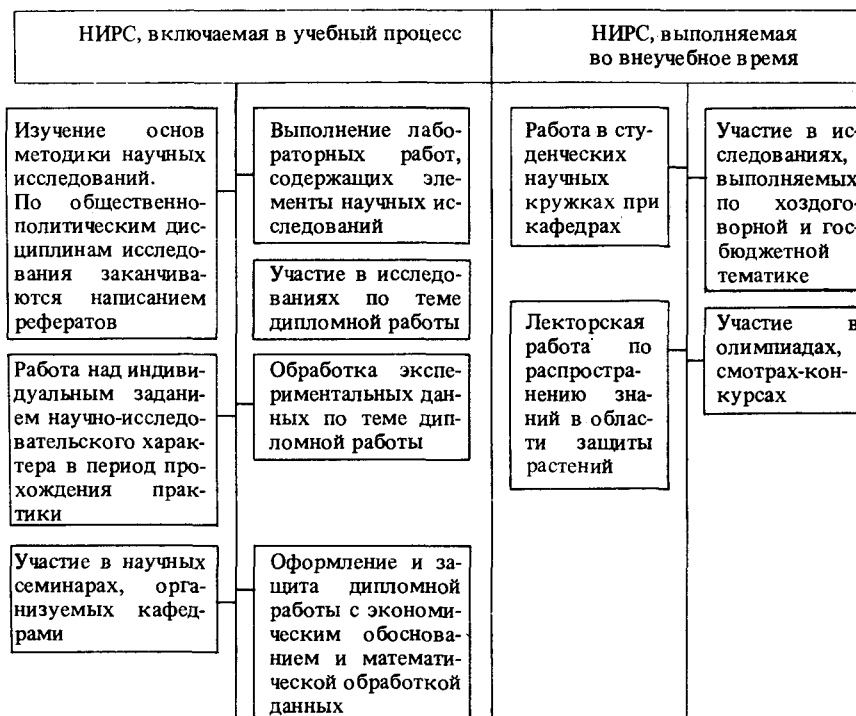 НИРС, включаемая в учебный процесс
НИРС, выполняемая
во внеучебное время
Изучение основ
методики научных
исследований.
По общественно-
политическим дис-
циплинам исследо-
вания заканчива-
ются написанием
рефератов
Выполнение лабо-
раторных работ,
содержащих эле-
менты научных ис-
следований
Участие в исследо-
ваниях по теме
дипломной работы
Работа над индиви-
дуальным заданi-
ем научно-исследо-
вательского харак-
тера в период про-
хождения прак-
тики
Обработка экспе-
риментальных дан-
ных по теме дип-
ломной работы
Участие в научных
семинарах, орга-
низуемых кафед-
рами
Оформление и за-
щита дипломной
работы с экономи-
ческим обоснова-
нием и математи-
ческой обработкой
данных
Работа в сту-
денческих
научных
кружках при
кафедрах
Участие в ис-
следованиях,
выполняемых
по хоздого-
ворной и гос-
бюджетной
тематике
Лекторская
работа по
распростра-
нению зна-
ний в облас-
ти защиты
растений
Участие в
олимпиадах,
смотрах-кон-
курсах